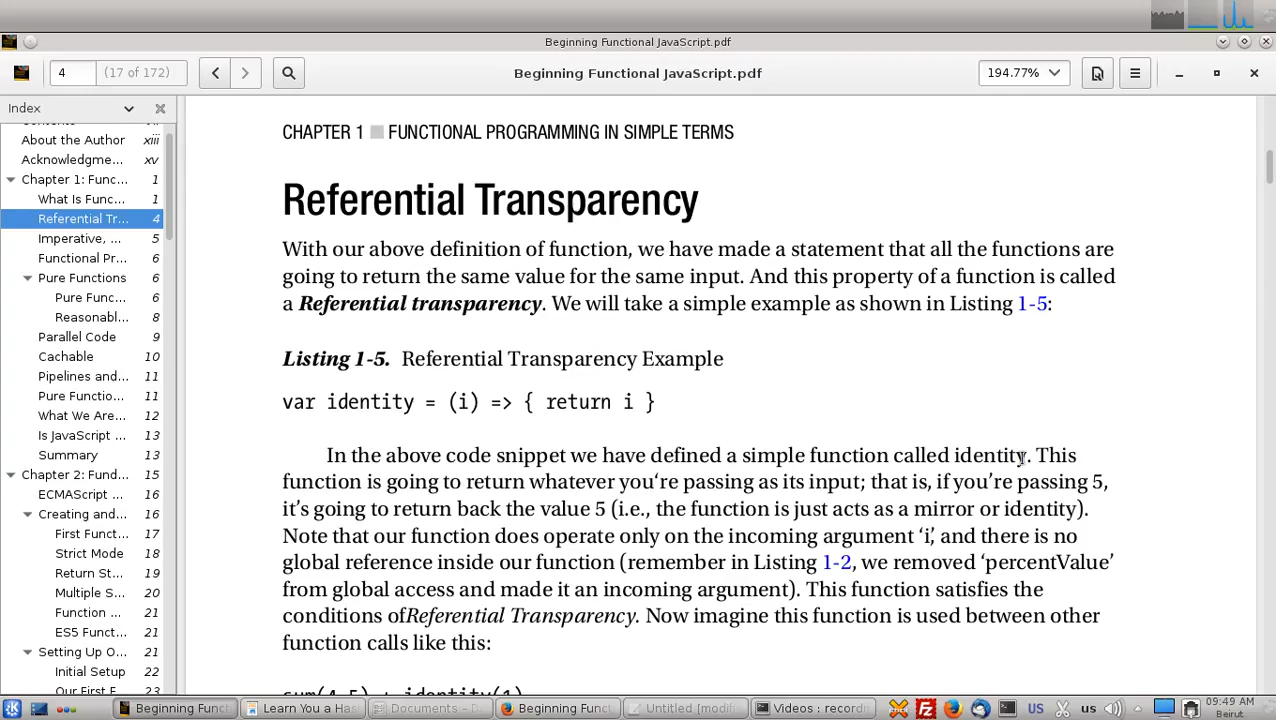 Beginning Functional JavaScript.pdf
4 (17 of 172)
Beginning Functional JavaScript.pdf
194.77%
Index
About the Author xiii
Acknowledgme... xv
Chapter 1: Func... 1
What Is Func... 1
Referential Tr... 4
Imperative, ... 5
Functional Pr... 6
Pure Functions 6
Pure Func... 6
Reasonabl... 8
Parallel Code 9
Cachable 10
Pipelines and... 11
Pure Functio... 11
What We Are... 12
Is JavaScript ... 13
Summary 13
Chapter 2: Fund... 15
ECMAScript ... 16
Creating and... 16
First Funct... 17
Strict Mode 18
Return St... 19
Multiple S... 20
Function ... 21
ES5 Funct... 21
Setting Up O... 21
Initial Setup 22
Our First F... 23
CHAPTER 1 ■ FUNCTIONAL PROGRAMMING IN SIMPLE TERMS
Referential Transparency
With our above definition of function, we have made a statement that all the functions are
going to return the same value for the same input. And this property of a function is called
a Referential transparency. We will take a simple example as shown in Listing 1-5:
Listing 1-5. Referential Transparency Example
var identity = (i) => { return i }
In the above code snippet we have defined a simple function called identity. This
function is going to return whatever you‘re passing as its input; that is, if you’re passing 5,
it’s going to return back the value 5 (i.e., the function is just acts as a mirror or identity).
Note that our function does operate only on the incoming argument ‘i’, and there is no
global reference inside our function (remember in Listing 1-2, we removed ‘percentValue’
from global access and made it an incoming argument). This function satisfies the
conditions ofReferential Transparency. Now imagine this function is used between other
function calls like this:
sum(4,5) + identity(1)
Beginning Func
Learn You a Has
Documents – D
Beginning Funct
Untitled [modifi
Videos : recordi
US
us
09:49 AM
Beirut